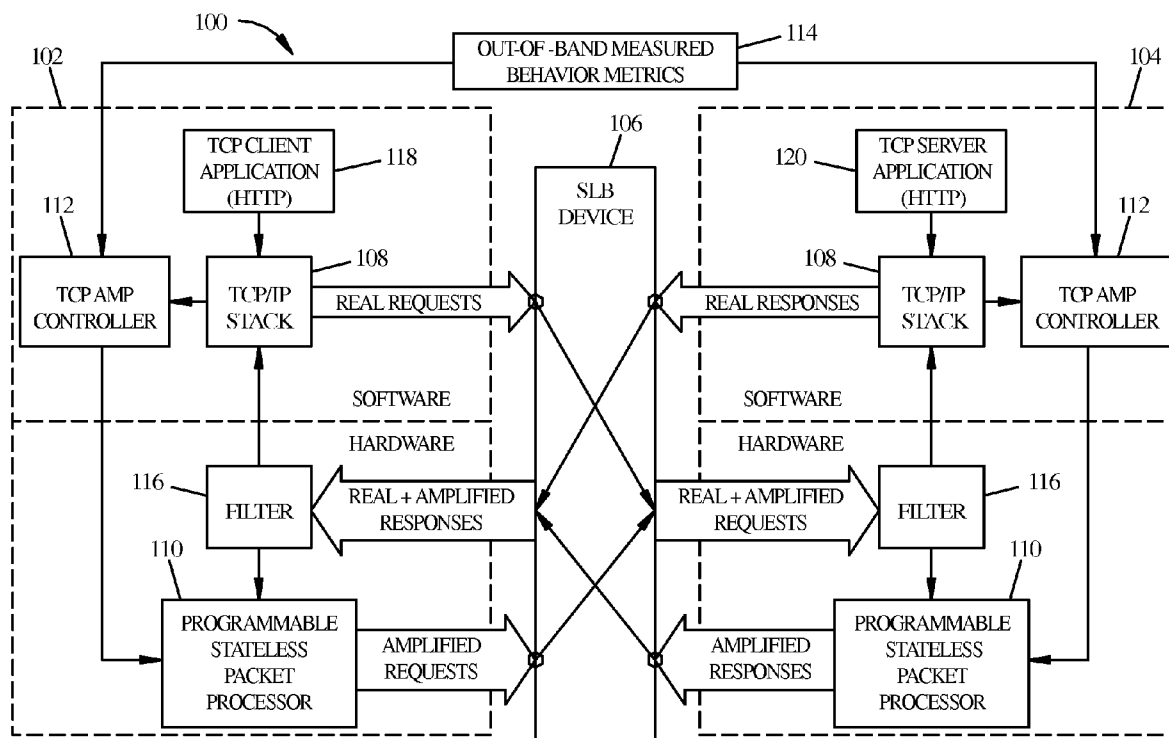 100
OUT-OF-BAND MEASURED
BEHAVIOR METRICS
114
102
104
TCP CLIENT
APPLICATION
(HTTP)
118
106
SLB
DEVICE
120
TCP SERVER
APPLICATION
(HTTP)
112
TCP AMP
CONTROLLER
108
TCP/IP
STACK
REAL REQUESTS
REAL RESPONSES
108
TCP/IP
STACK
112
TCP AMP
CONTROLLER
SOFTWARE
SOFTWARE
HARDWARE
HARDWARE
116
FILTER
REAL + AMPLIFIED
RESPONSES
REAL + AMPLIFIED
REQUESTS
116
FILTER
110
PROGRAMMABLE
STATELESS
PACKET
PROCESSOR
AMPLIFIED
REQUESTS
AMPLIFIED
RESPONSES
110
PROGRAMMABLE
STATELESS
PACKET
PROCESSOR